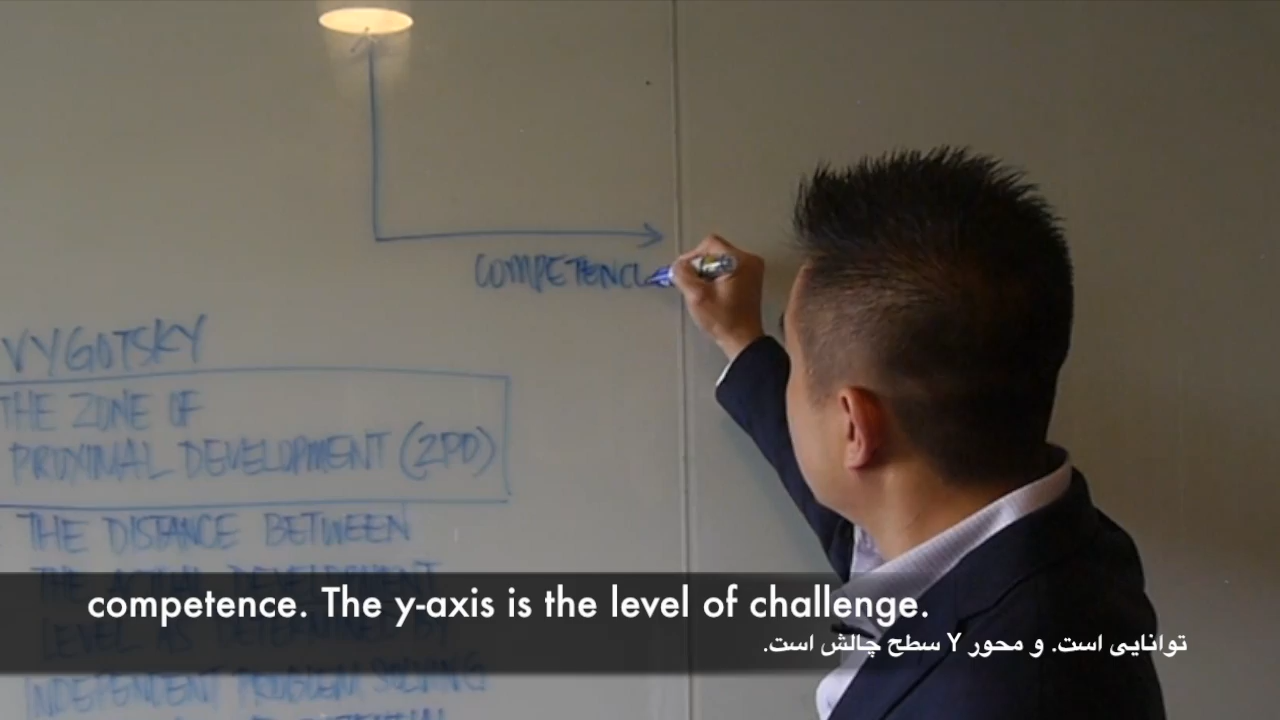 COMPETENC
VYGOTSKY
THE ZONE OF
PROXIMAL DEVELOPMENT (ZPD)
THE DISTANCE BETWEEN
THE ACTUAL DEVELOPMENT
LEVEL AS DETERMINED BY
INDEPENDENT PROBLEM SOLVING
competence. The y-axis is the level of challenge.
توانایی است. و محور Y سطح چالش است.